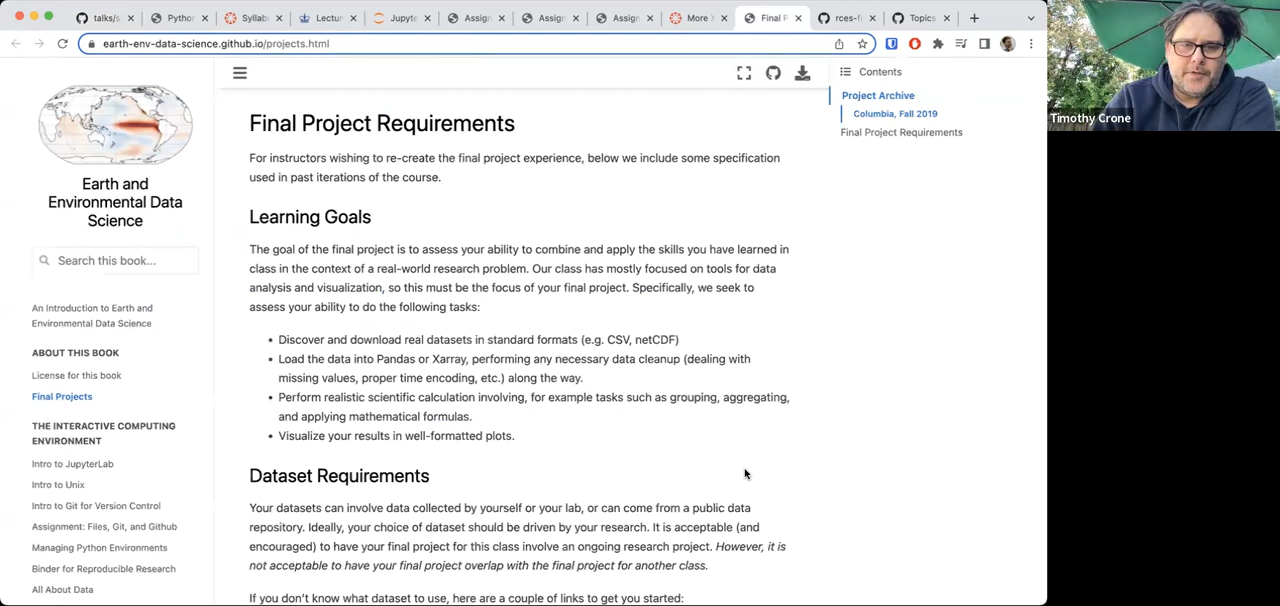 talks/s
Python
Syllab
Lectur
Jupyte
Assign
Assign
Assign
More
Final P
rces-f
Topics
earth-env-data-science.github.io/projects.html
Timothy Crone
Earth and
Environmental Data
Science
Search this book...
An Introduction to Earth and
Environmental Data Science
ABOUT THIS BOOK
License for this book
Final Projects
THE INTERACTIVE COMPUTING
ENVIRONMENT
Intro to JupyterLab
Intro to Unix
Intro to Git for Version Control
Assignment: Files, Git, and Github
Managing Python Environments
Binder for Reproducible Research
All About Data
Final Project Requirements
For instructors wishing to re-create the final project experience, below we include some specification
used in past iterations of the course.
Learning Goals
The goal of the final project is to assess your ability to combine and apply the skills you have learned in
class in the context of a real-world research problem. Our class has mostly focused on tools for data
analysis and visualization, so this must be the focus of your final project. Specifically, we seek to
assess your ability to do the following tasks:
• Discover and download real datasets in standard formats (e.g. CSV, netCDF)
• Load the data into Pandas or Xarray, performing any necessary data cleanup (dealing with
missing values, proper time encoding, etc.) along the way.
• Perform realistic scientific calculation involving, for example tasks such as grouping, aggregating,
and applying mathematical formulas.
• Visualize your results in well-formatted plots.
Dataset Requirements
Your datasets can involve data collected by yourself or your lab, or can come from a public data
repository. Ideally, your choice of dataset should be driven by your research. It is acceptable (and
encouraged) to have your final project for this class involve an ongoing research project. However, it is
not acceptable to have your final project overlap with the final project for another class.
If you don't know what dataset to use, here are a couple of links to get you started:
Contents
Project Archive
Columbia, Fall 2019
Final Project Requirements